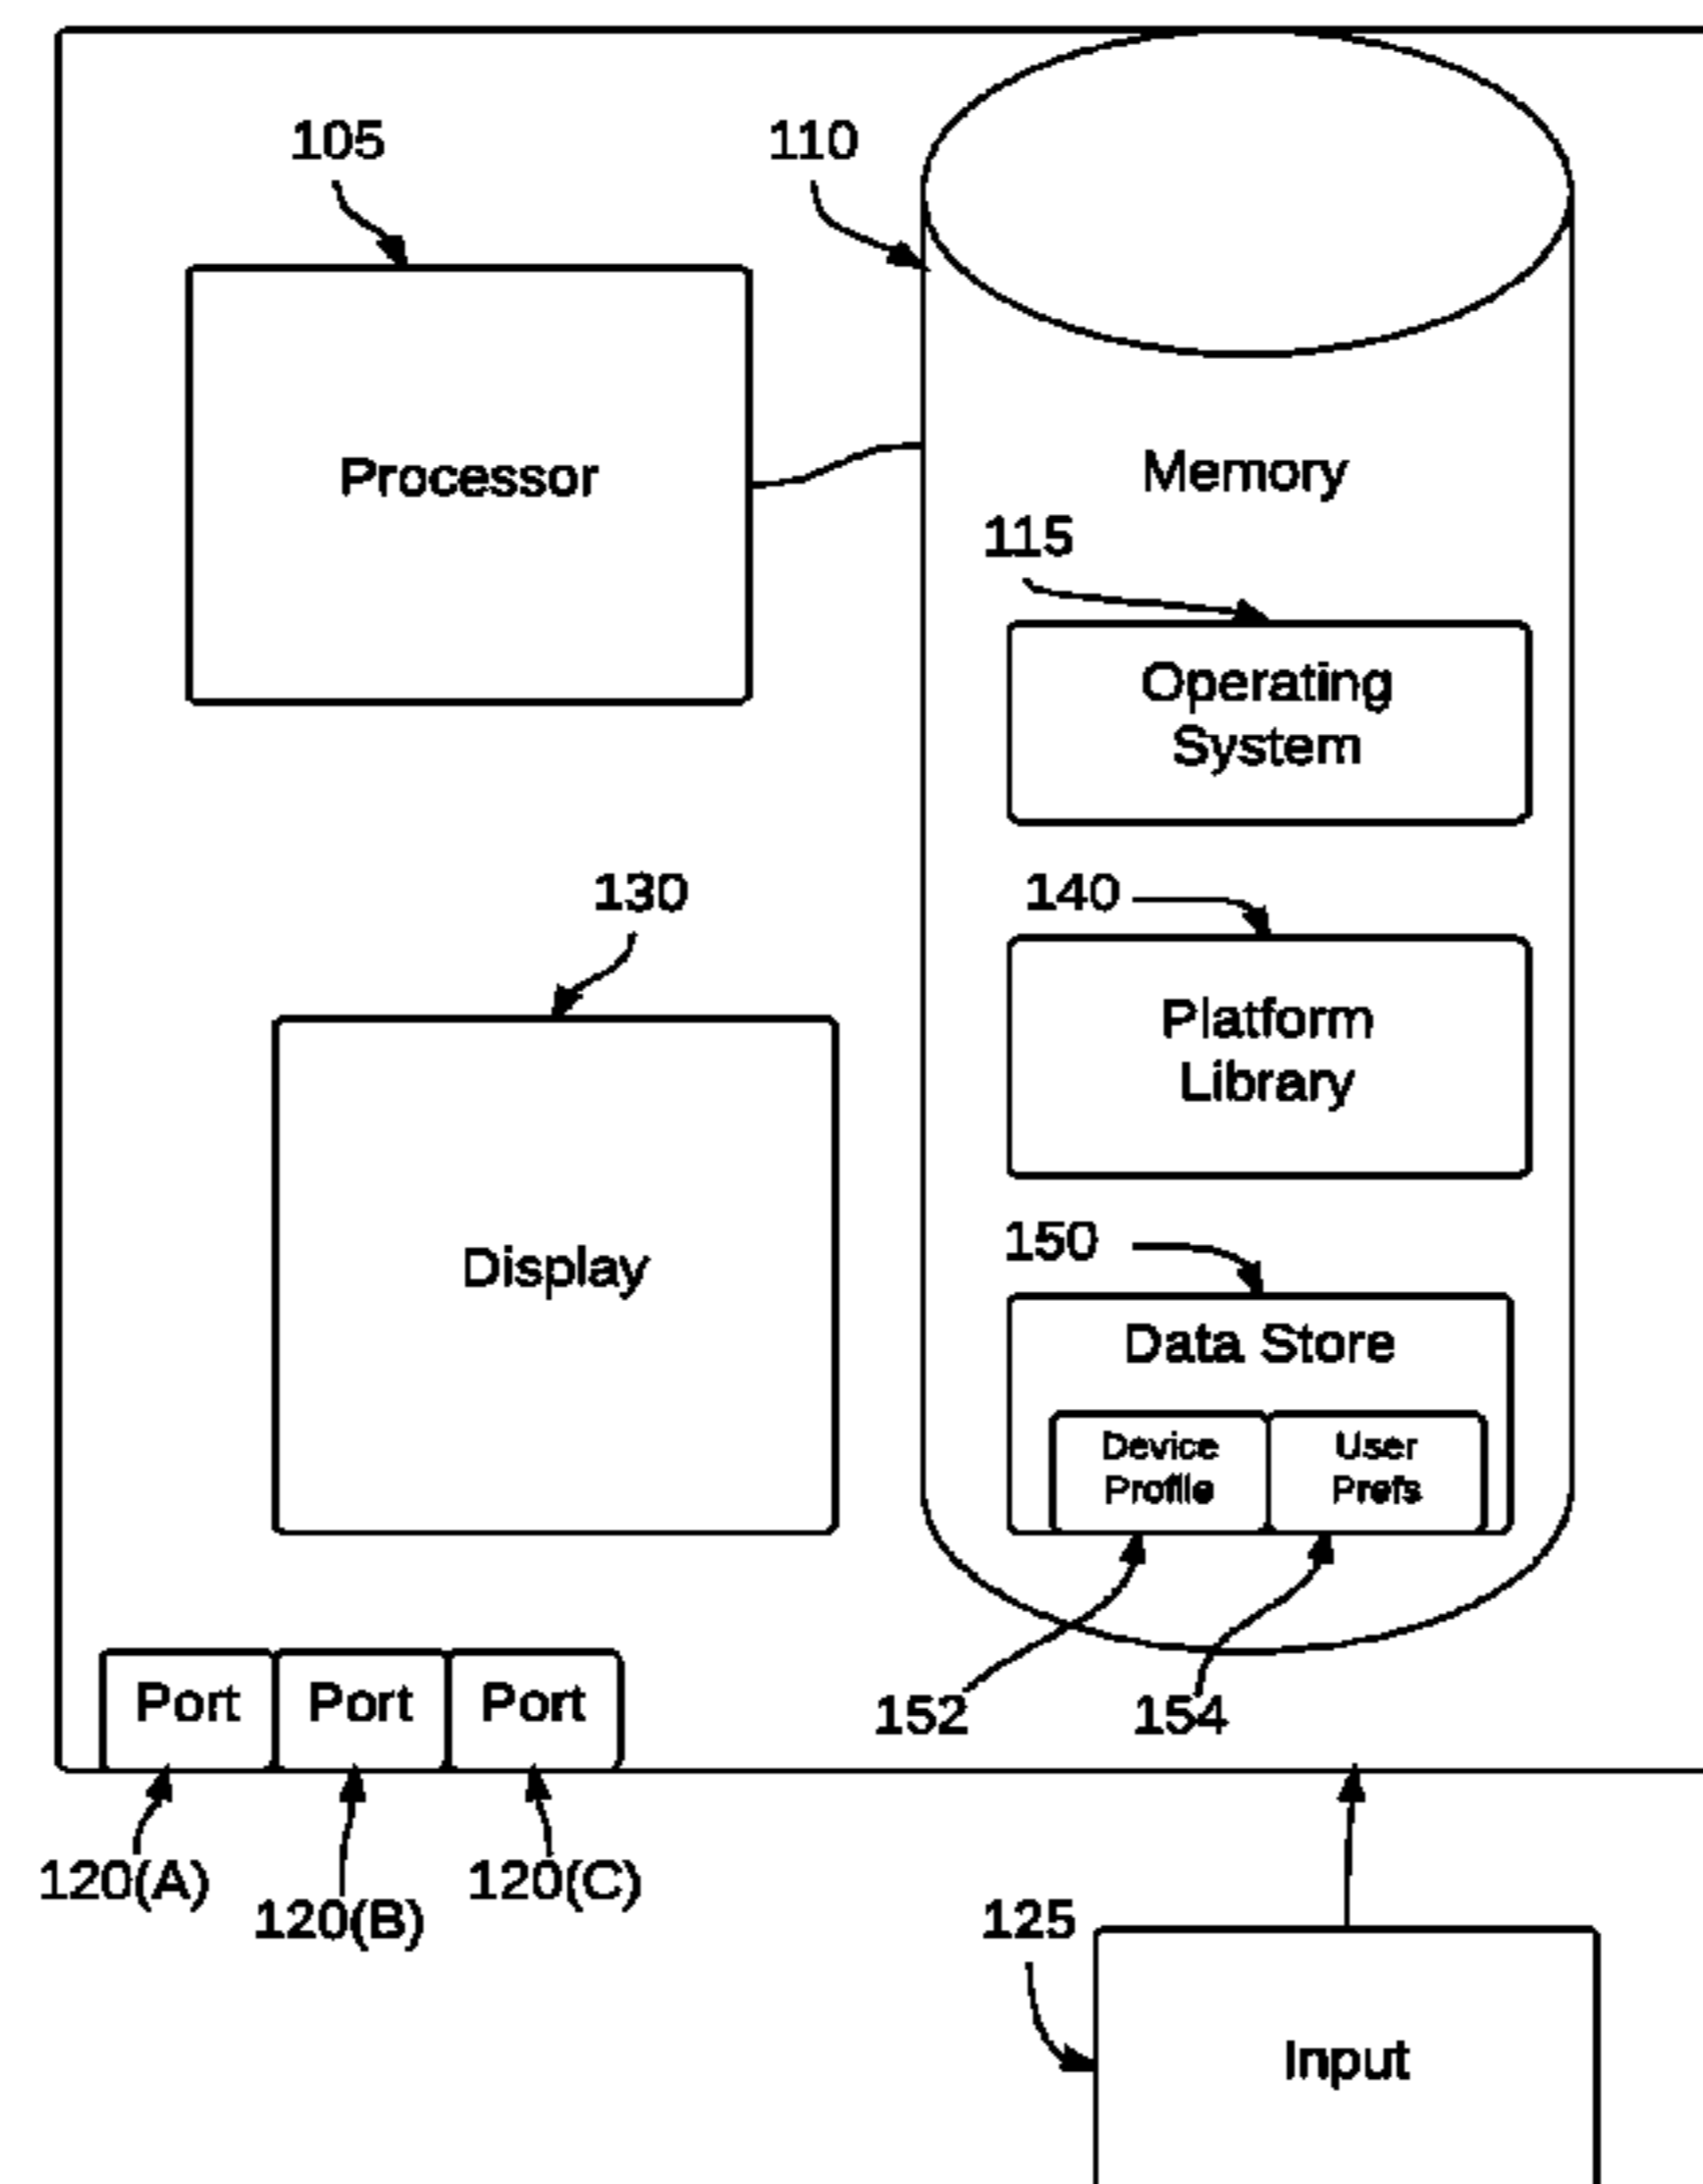 105
110
Processor
Memory
115
Operating
System
130
140
Platform
Library
150
Display
Data Store
Device
Profile
User
Prefs
Port
Port
Port
152
154
120(A)
120(B)
120(C)
125
Input